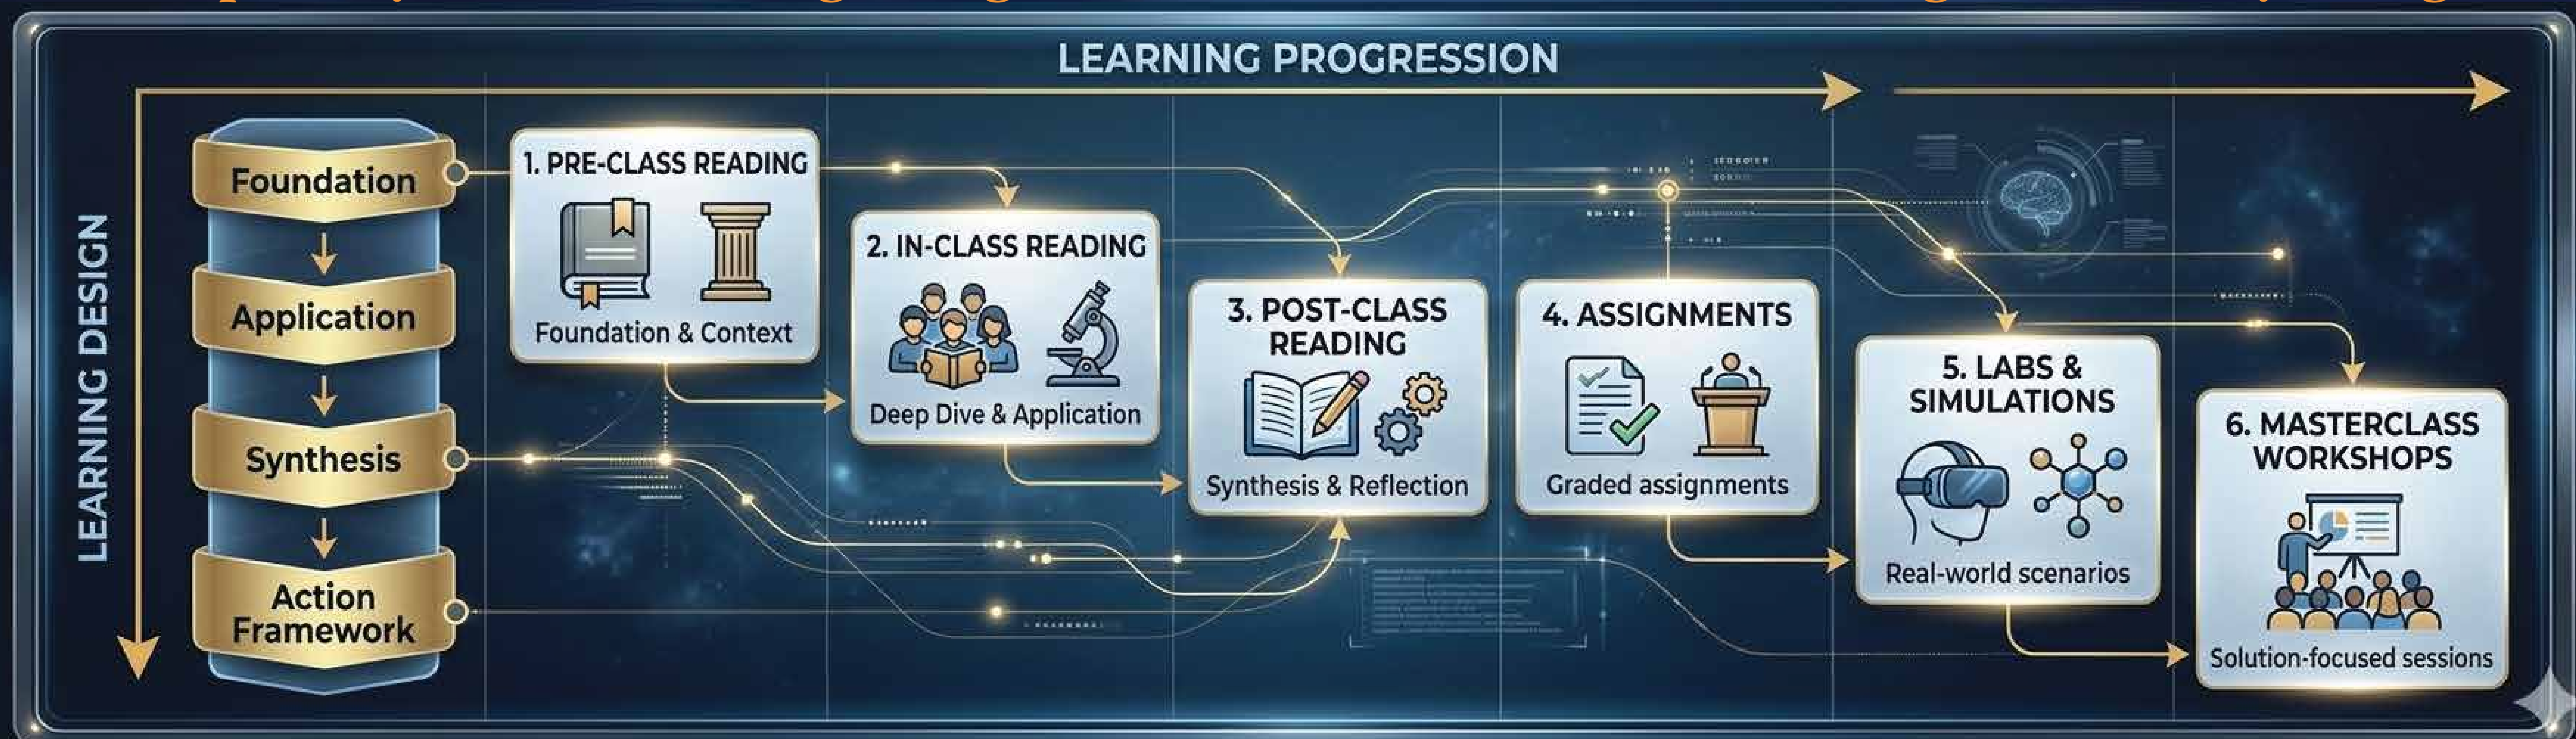 LEARNING PROGRESSION
LEARNING DESIGN
Foundation
Application
Synthesis
Action
Framework
1. PRE-CLASS READING
Foundation & Context
2. IN-CLASS READING
Deep Dive & Application
3. POST-CLASS
READING
Synthesis & Reflection
4. ASSIGNMENTS
Graded assignments
5. LABS &
SIMULATIONS
Real-world scenarios
6. MASTERCLASS
WORKSHOPS
Solution-focused sessions